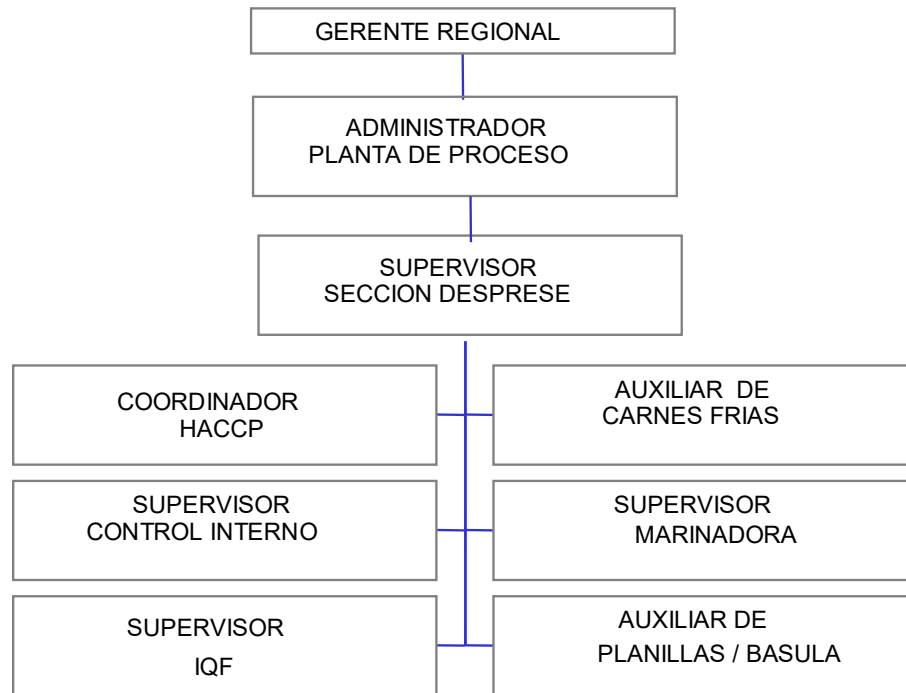 GERENTE REGIONAL
ADMINISTRADOR
PLANTA DE PROCESO
SUPERVISOR
SECCION DESPRESE
COORDINADOR
HACCP
AUXILIAR DE
CARNES FRIAS
SUPERVISOR
CONTROL INTERNO
SUPERVISOR
MARINADORA
SUPERVISOR
IQF
AUXILIAR DE
PLANILLAS / BASULA